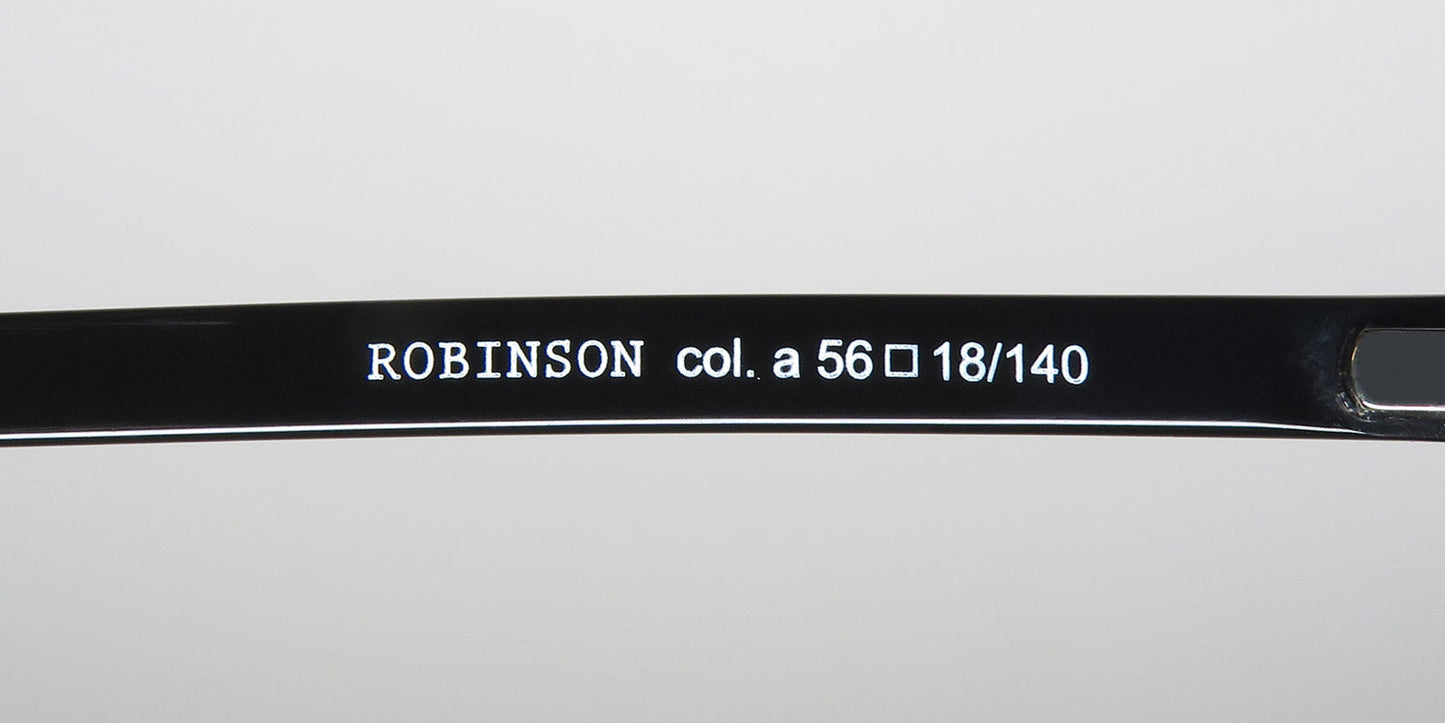 ROBINSON col. a 56□18/140